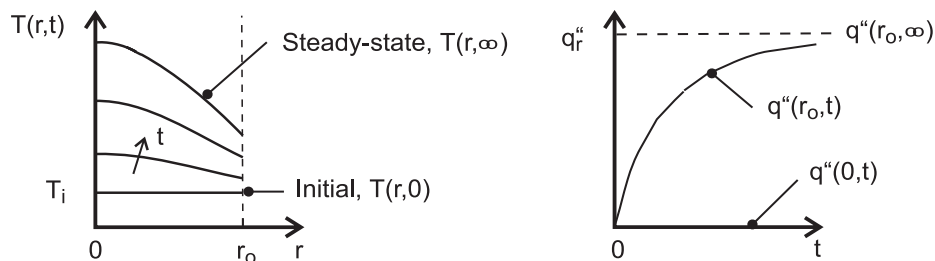 T(r,t)
Steady-state, T(r,∞)
t
T_i
Initial, T(r,0)
0
r_o
r
q“_r
q“(r_o,∞)
q“(r_o,t)
q“(0,t)
0
t